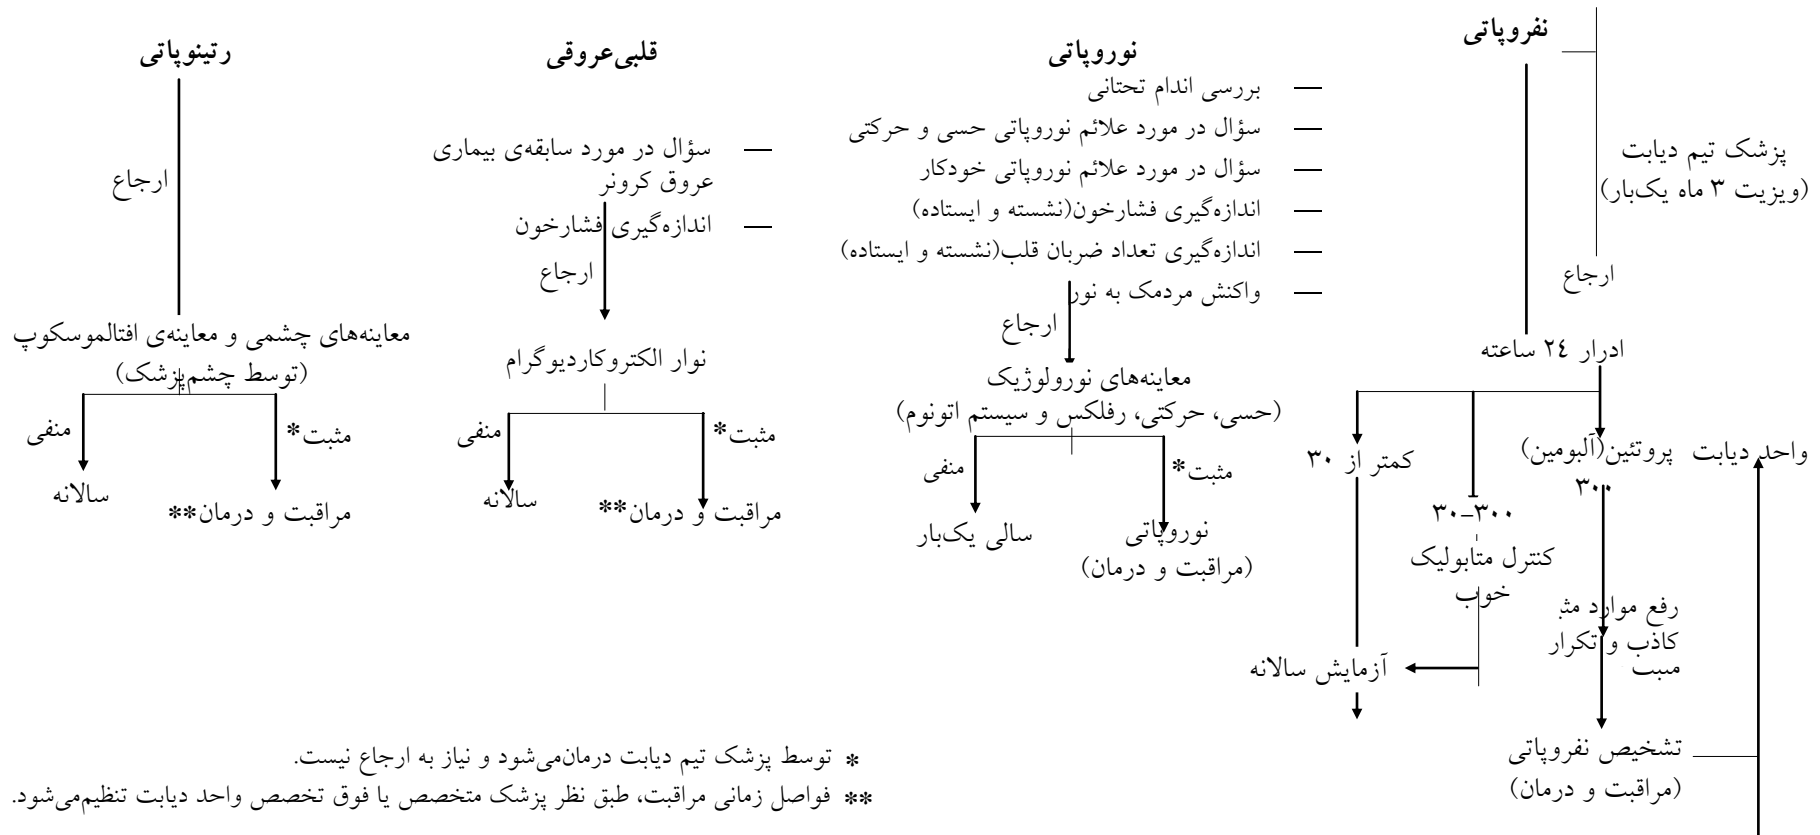 نفروپاتی
پزشک تیم دیابت
(ویزیت ۳ ماه یک‌بار)
ارجاع
ادرار ۲۴ ساعته
واحد دیابت
پروتئین(آلبومین)
۳۰۰
۳۰–۳۰۰
کمتر از ۳۰
کنترل متابولیک
خوب
رفع موارد
کاذب و تکرار
آزمایش سالانه
تشخیص نفروپاتی
(مراقبت و درمان)
نوروپاتی
— بررسی اندام تحتانی
— سؤال در مورد علائم نوروپاتی حسی و حرکتی
— سؤال در مورد علائم نوروپاتی خودکار
— اندازه‌گیری فشارخون(نشسته و ایستاده)
— اندازه‌گیری تعداد ضربان قلب(نشسته و ایستاده)
— واکنش مردمک به نور
ارجاع
معاینه‌های نورولوژیک
(حسی، حرکتی، رفلکس و سیستم اتونوم)
مثبت*
منفی
نوروپاتی
(مراقبت و درمان)
سالی یک‌بار
قلبی‌عروقی
— سؤال در مورد سابقه‌ی بیماری
عروق کرونر
— اندازه‌گیری فشارخون
ارجاع
نوار الکتروکاردیوگرام
مثبت*
منفی
مراقبت و درمان**
سالانه
رتینوپاتی
ارجاع
معاینه‌های چشمی و معاینه‌ی افتالموسکوپ
(توسط چشم‌پزشک)
مثبت*
منفی
مراقبت و درمان**
سالانه
* توسط پزشک تیم دیابت درمان‌می‌شود و نیاز به ارجاع نیست.
** فواصل زمانی مراقبت، طبق نظر پزشک متخصص یا فوق تخصص واحد دیابت تنظیم‌می‌شود.